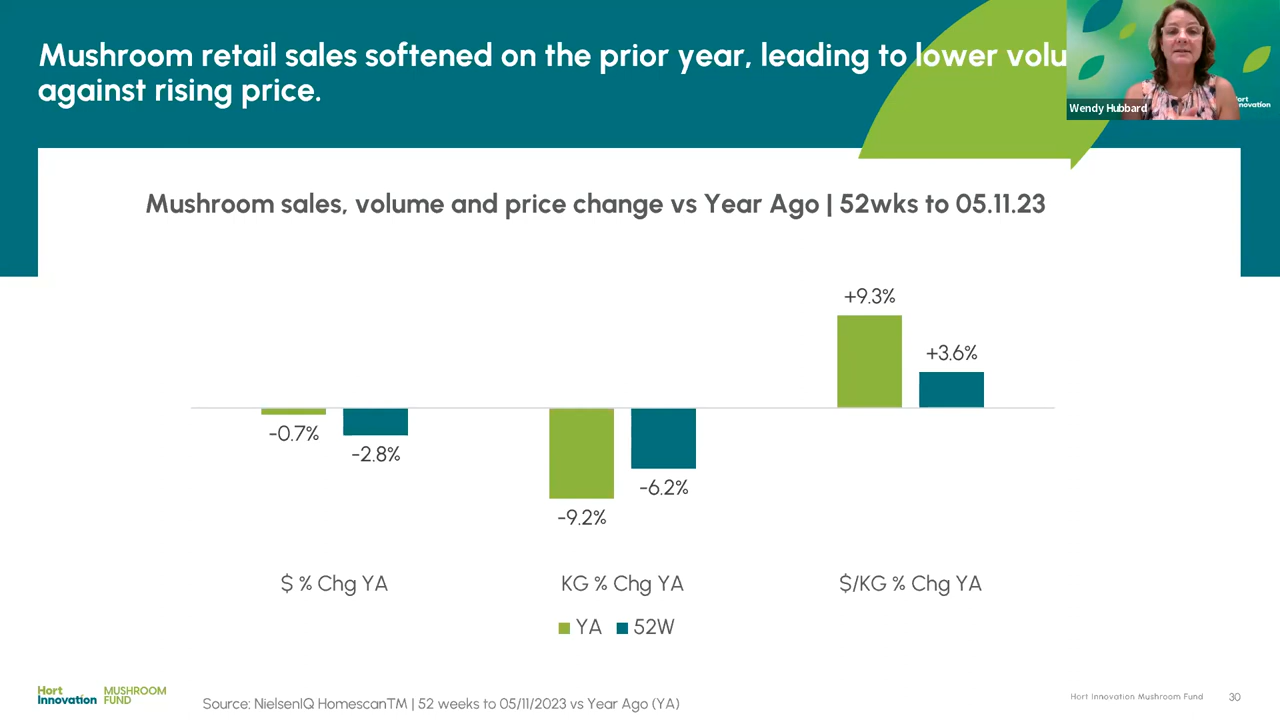 Mushroom retail sales softened on the prior year, leading to lower
against rising price.
Wendy Hubbard
Hort
Innovation
Mushroom sales, volume and price change vs Year Ago | 52wks to 05.11.23
+9.3%
+3.6%
-0.7%
-2.8%
-6.2%
-9.2%
$ % Chg YA
KG % Chg YA
$/KG % Chg YA
YA
52W
Hort
Innovation
MUSHROOM
FUND
Source: NielsenIQ HomescanTM | 52 weeks to 05/11/2023 vs Year Ago (YA)
Hort Innovation Mushroom Fund
30